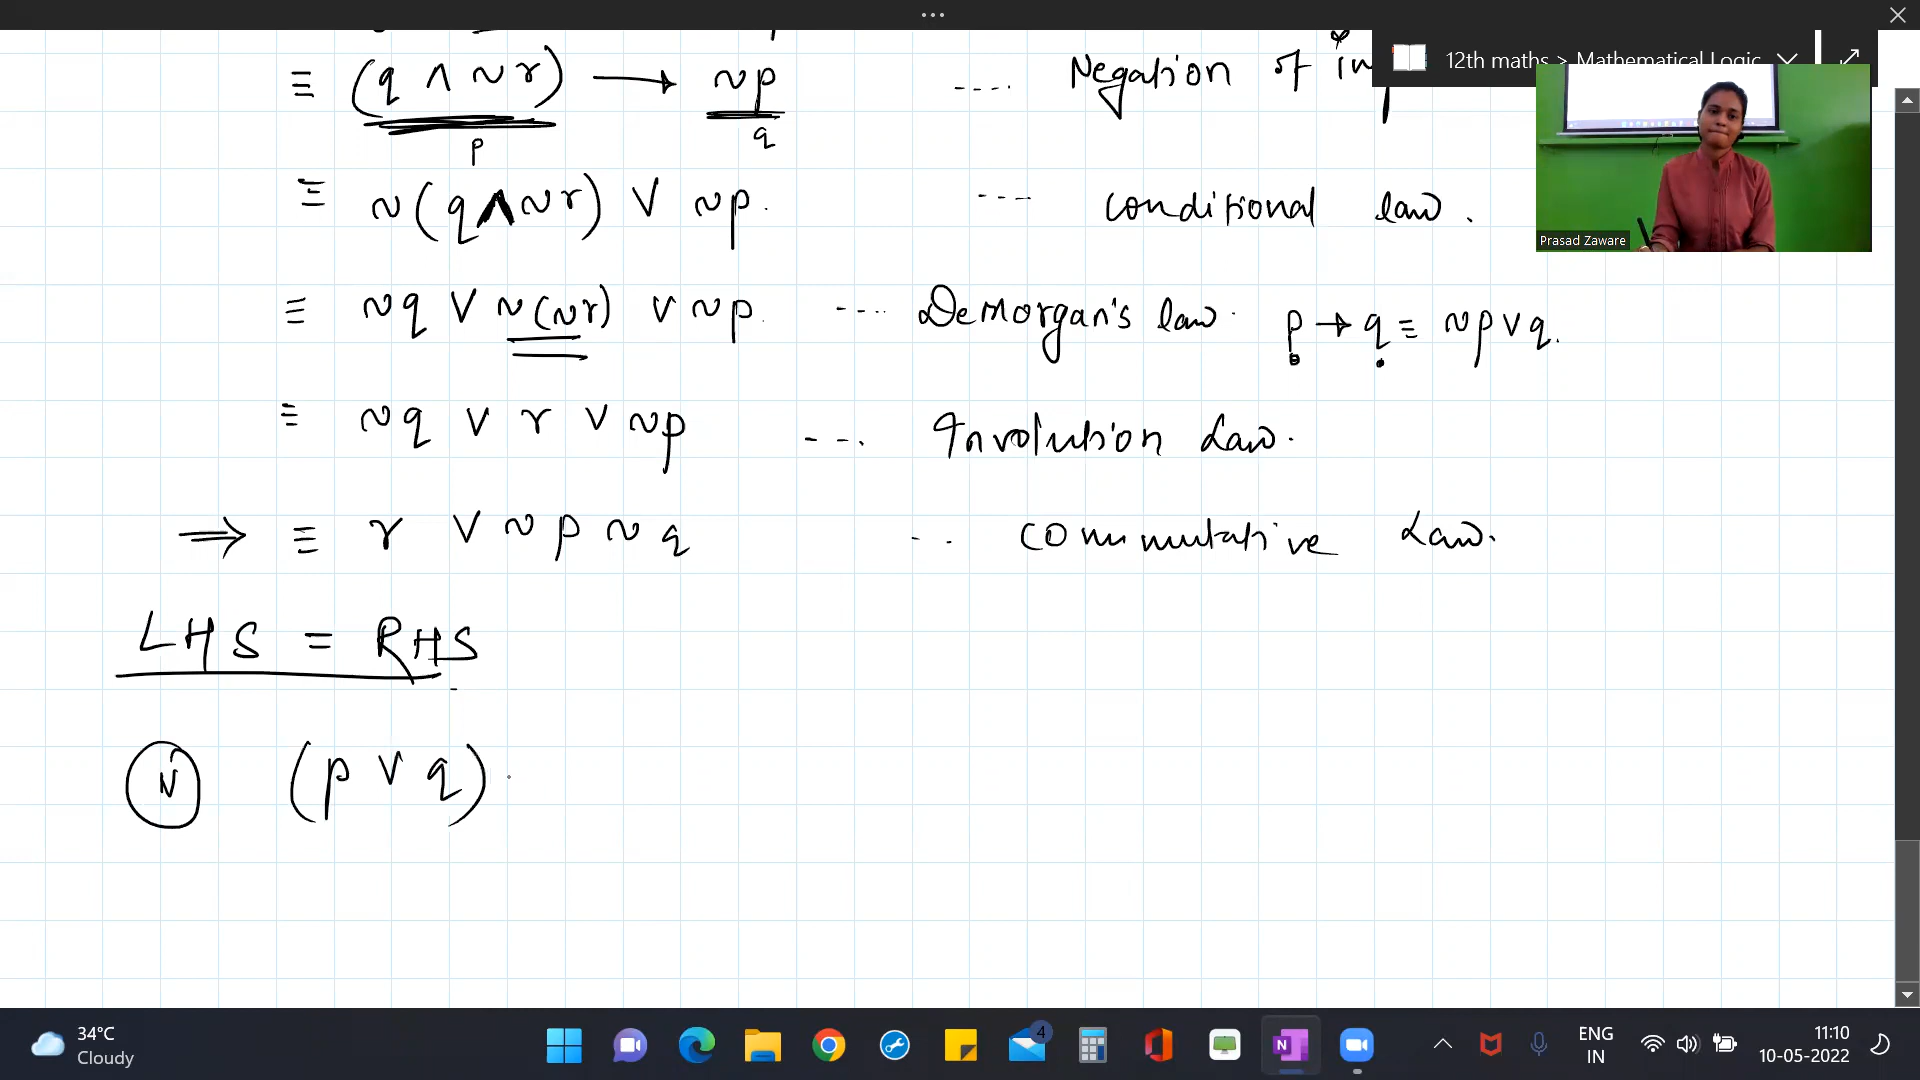 12th maths > Mathematical Logic
≡ (q ∧ ~r) → ~p .... Negation of
p q
≡ ~(q ∧ ~r) ∨ ~p. --- conditional law.
Prasad Zaware
≡ ~q ∨ ~(~r) ∨ ~p. .... DeMorgan's law. p → q ≡ ~p ∨ q.
≡ ~q ∨ r ∨ ~p ---. Involution Law.
⇒ ≡ r ∨ ~p ~q .. commutative Law.
LHS = RHS
(p ∨ q)
34°C
Cloudy
4
ENG
IN
11:10
10-05-2022